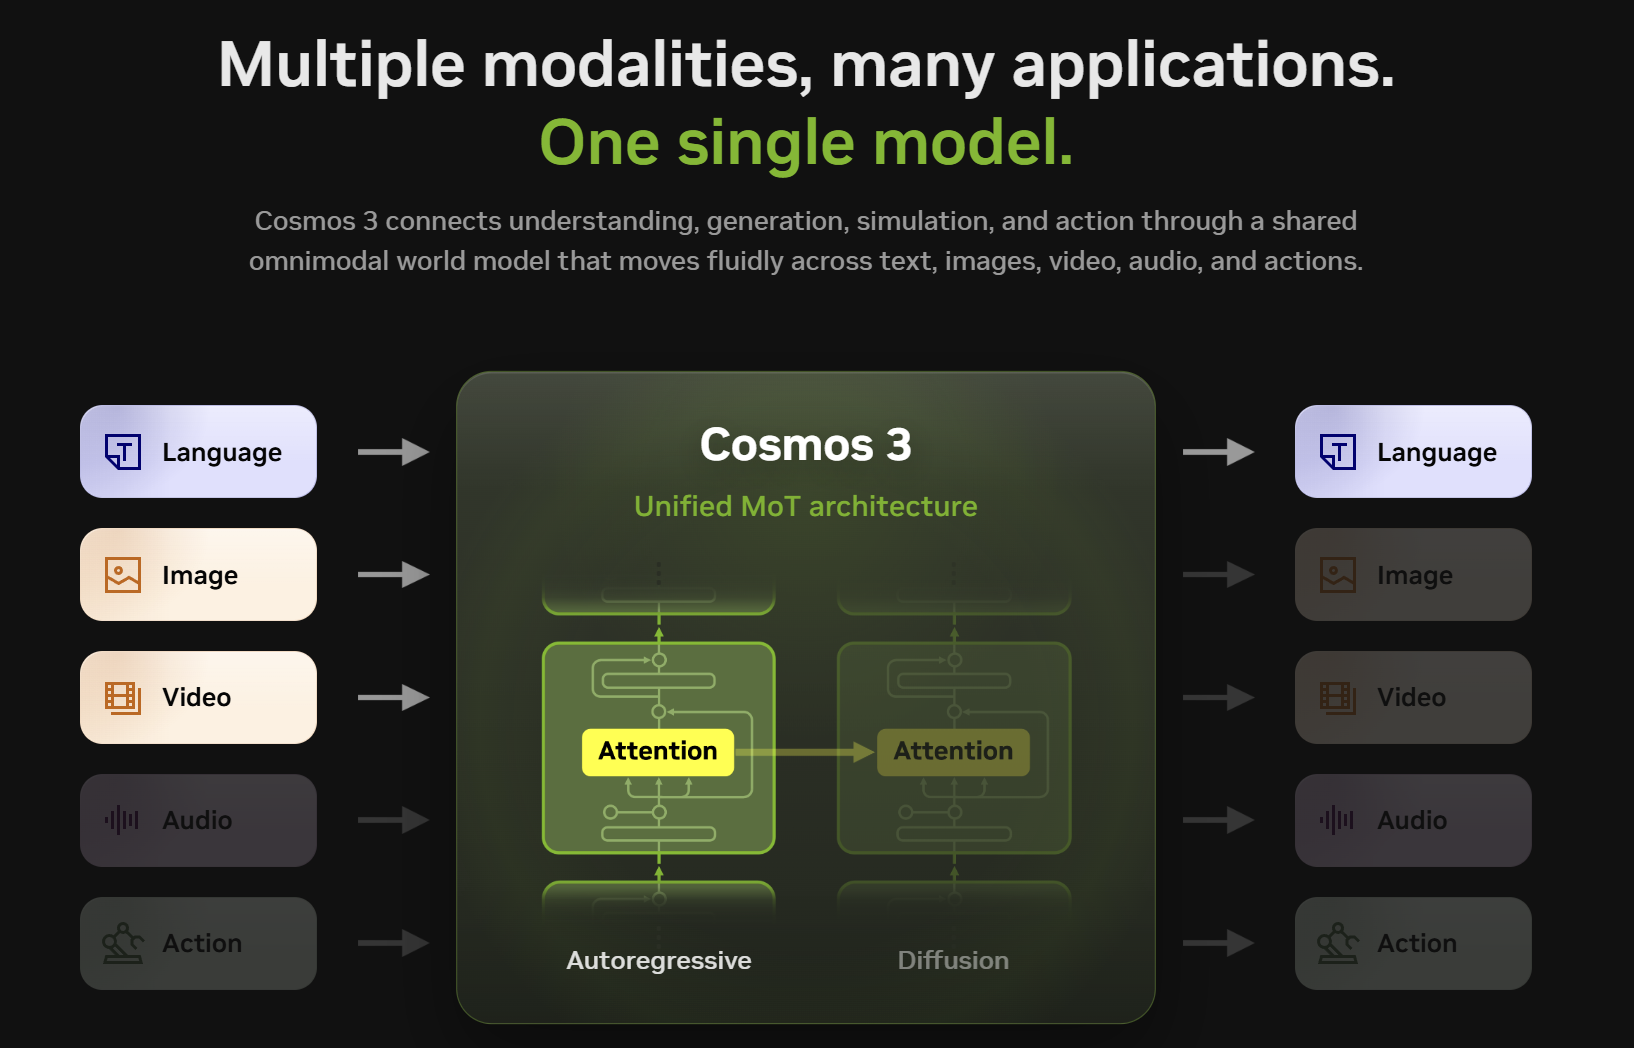 Multiple modalities, many applications.
One single model.
Cosmos 3 connects understanding, generation, simulation, and action through a shared
omnimodal world model that moves fluidly across text, images, video, audio, and actions.
Language
Image
Video
Audio
Action
Cosmos 3
Unified MoT architecture
Attention
Attention
Autoregressive
Diffusion
Language
Image
Video
Audio
Action